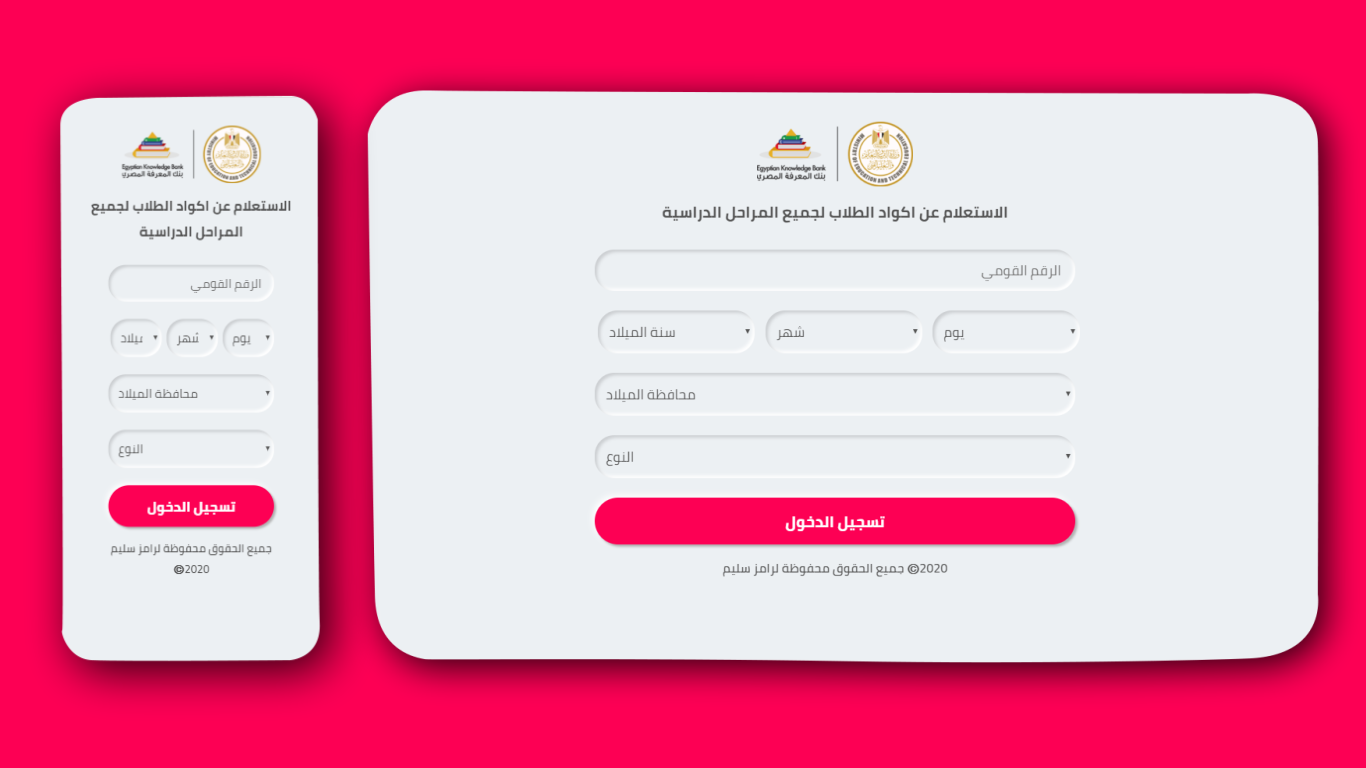 Egyptian Knowledge Bank
بنك المعرفة المصري
الاستعلام عن اكواد الطلاب لجميع
المراحل الدراسية
الرقم القومي
يوم
شهر
يلاد
محافظة الميلاد
النوع
تسجيل الدخول
جميع الحقوق محفوظة لرامز سليم
©2020
Egyptian Knowledge Bank
بنك المعرفة المصري
الاستعلام عن اكواد الطلاب لجميع المراحل الدراسية
الرقم القومي
يوم
شهر
سنة الميلاد
محافظة الميلاد
النوع
تسجيل الدخول
2020© جميع الحقوق محفوظة لرامز سليم